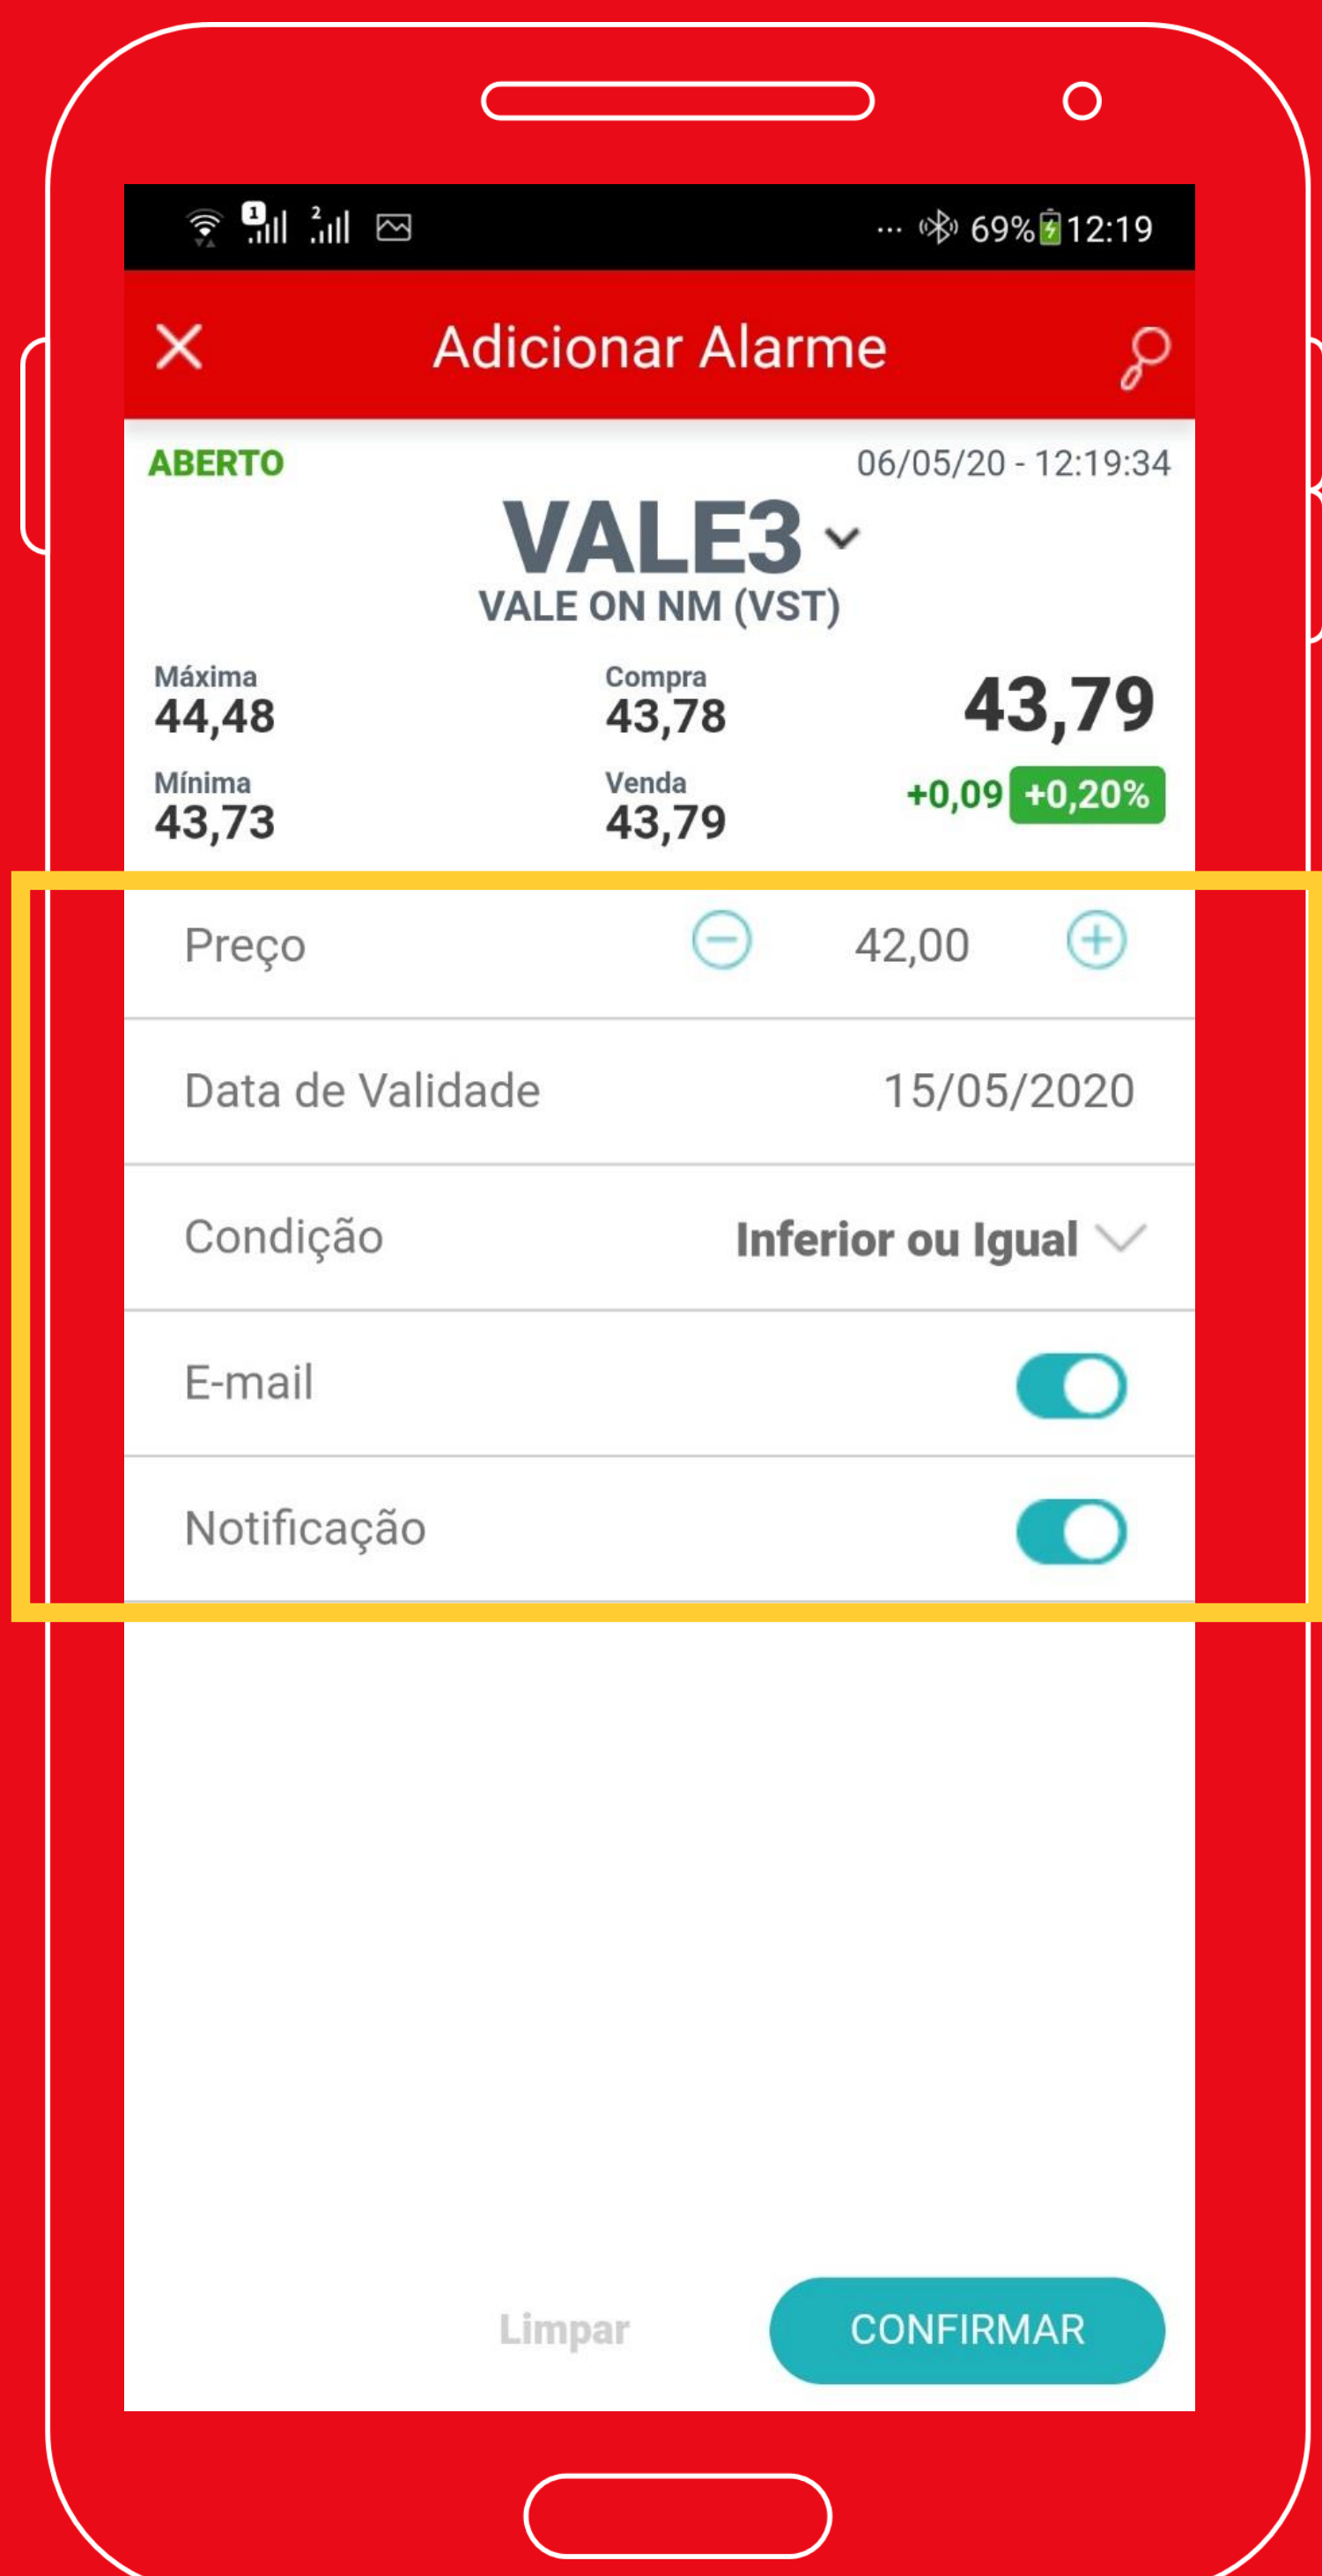 1 2 ... 69% 12:19
Adicionar Alarme
ABERTO 06/05/20 - 12:19:34
VALE3
VALE ON NM (VST)
Máxima Compra
44,48 43,78 43,79
Mínima Venda
43,73 43,79 +0,09 +0,20%
Preço 42,00
Data de Validade 15/05/2020
Condição Inferior ou Igual
E-mail
Notificação
Limpar CONFIRMAR